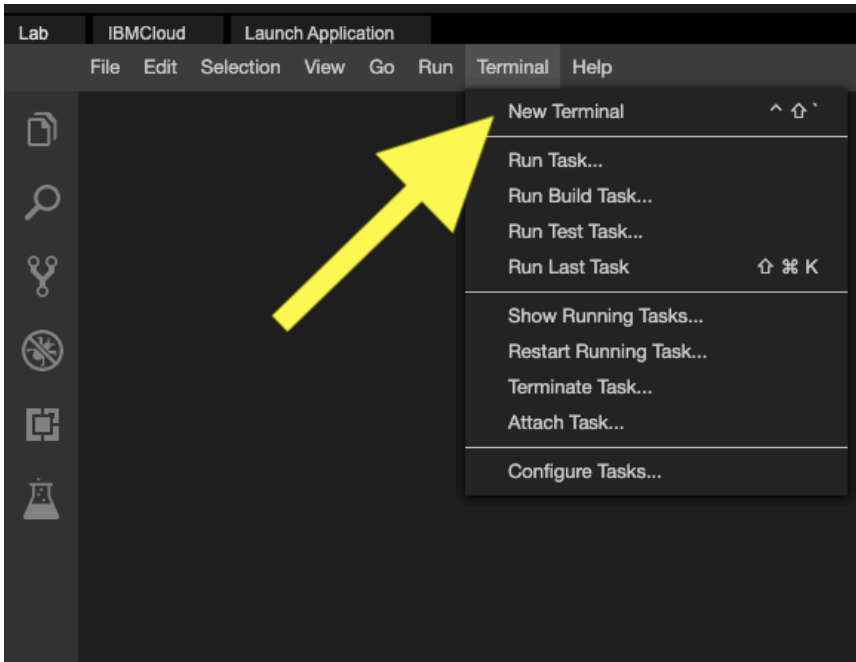 Lab IBMCloud Launch Application
File Edit Selection View Go Run Terminal Help
New Terminal ^ ⇧ `
Run Task...
Run Build Task...
Run Test Task...
Run Last Task ⇧ ⌘ K
Show Running Tasks...
Restart Running Task...
Terminate Task...
Attach Task...
Configure Tasks...